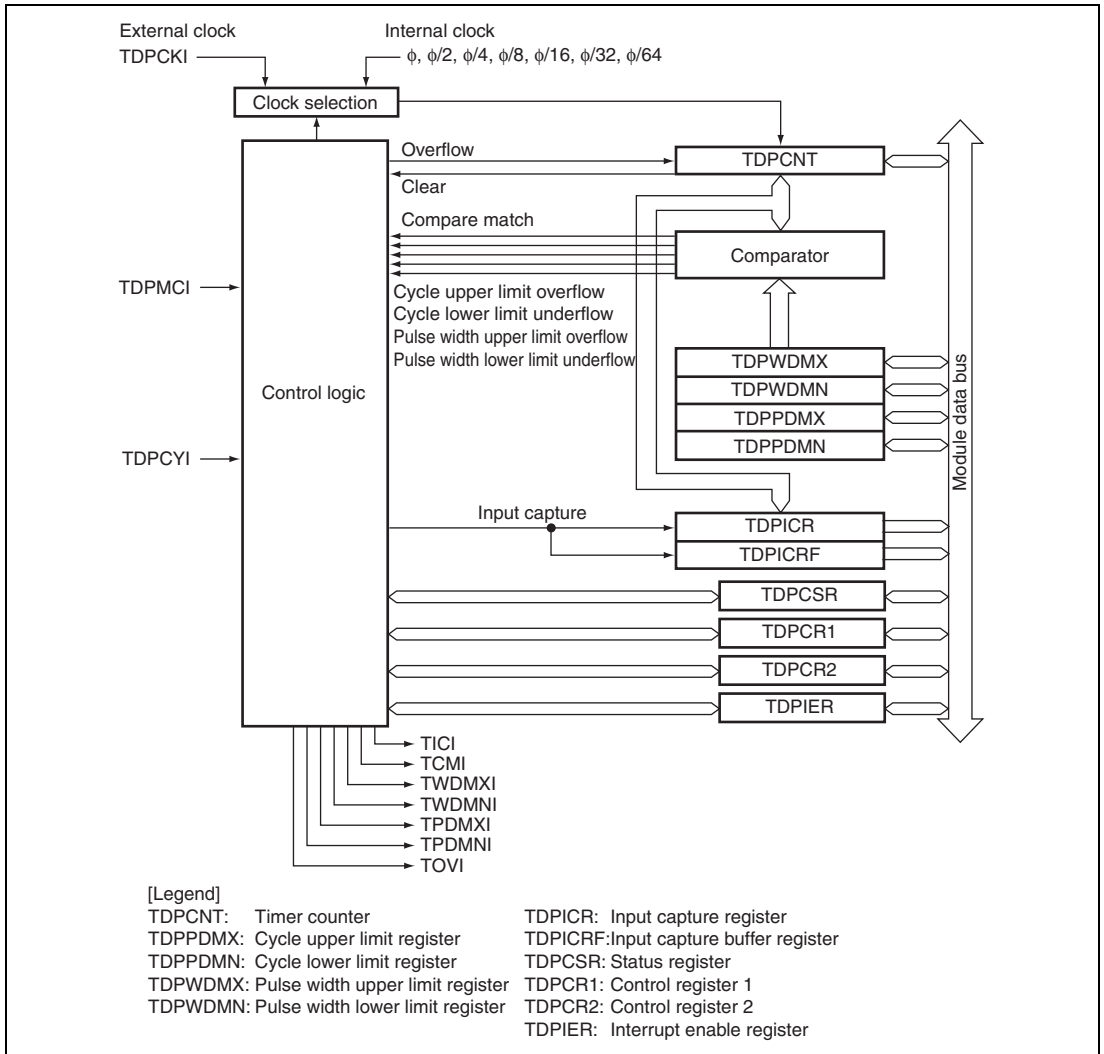 External clock
Internal clock
TDPCKI
ϕ, ϕ/2, ϕ/4, ϕ/8, ϕ/16, ϕ/32, ϕ/64
Clock selection
Overflow
TDPCNT
Clear
Compare match
Comparator
TDPMCI
Cycle upper limit overflow
Cycle lower limit underflow
Pulse width upper limit overflow
Pulse width lower limit underflow
TDPWDMX
TDPWDMN
TDPPDMX
TDPPDMN
Control logic
Module data bus
TDPCYI
Input capture
TDPICR
TDPICRF
TDPCSR
TDPCR1
TDPCR2
TDPIER
TICI
TCMI
TWDMXI
TWDMNI
TPDMXI
TPDMNI
TOVI
[Legend]
TDPCNT: Timer counter
TDPPDMX: Cycle upper limit register
TDPPDMN: Cycle lower limit register
TDPWDMX: Pulse width upper limit register
TDPWDMN: Pulse width lower limit register
TDPICR: Input capture register
TDPICRF:Input capture buffer register
TDPCSR: Status register
TDPCR1: Control register 1
TDPCR2: Control register 2
TDPIER: Interrupt enable register